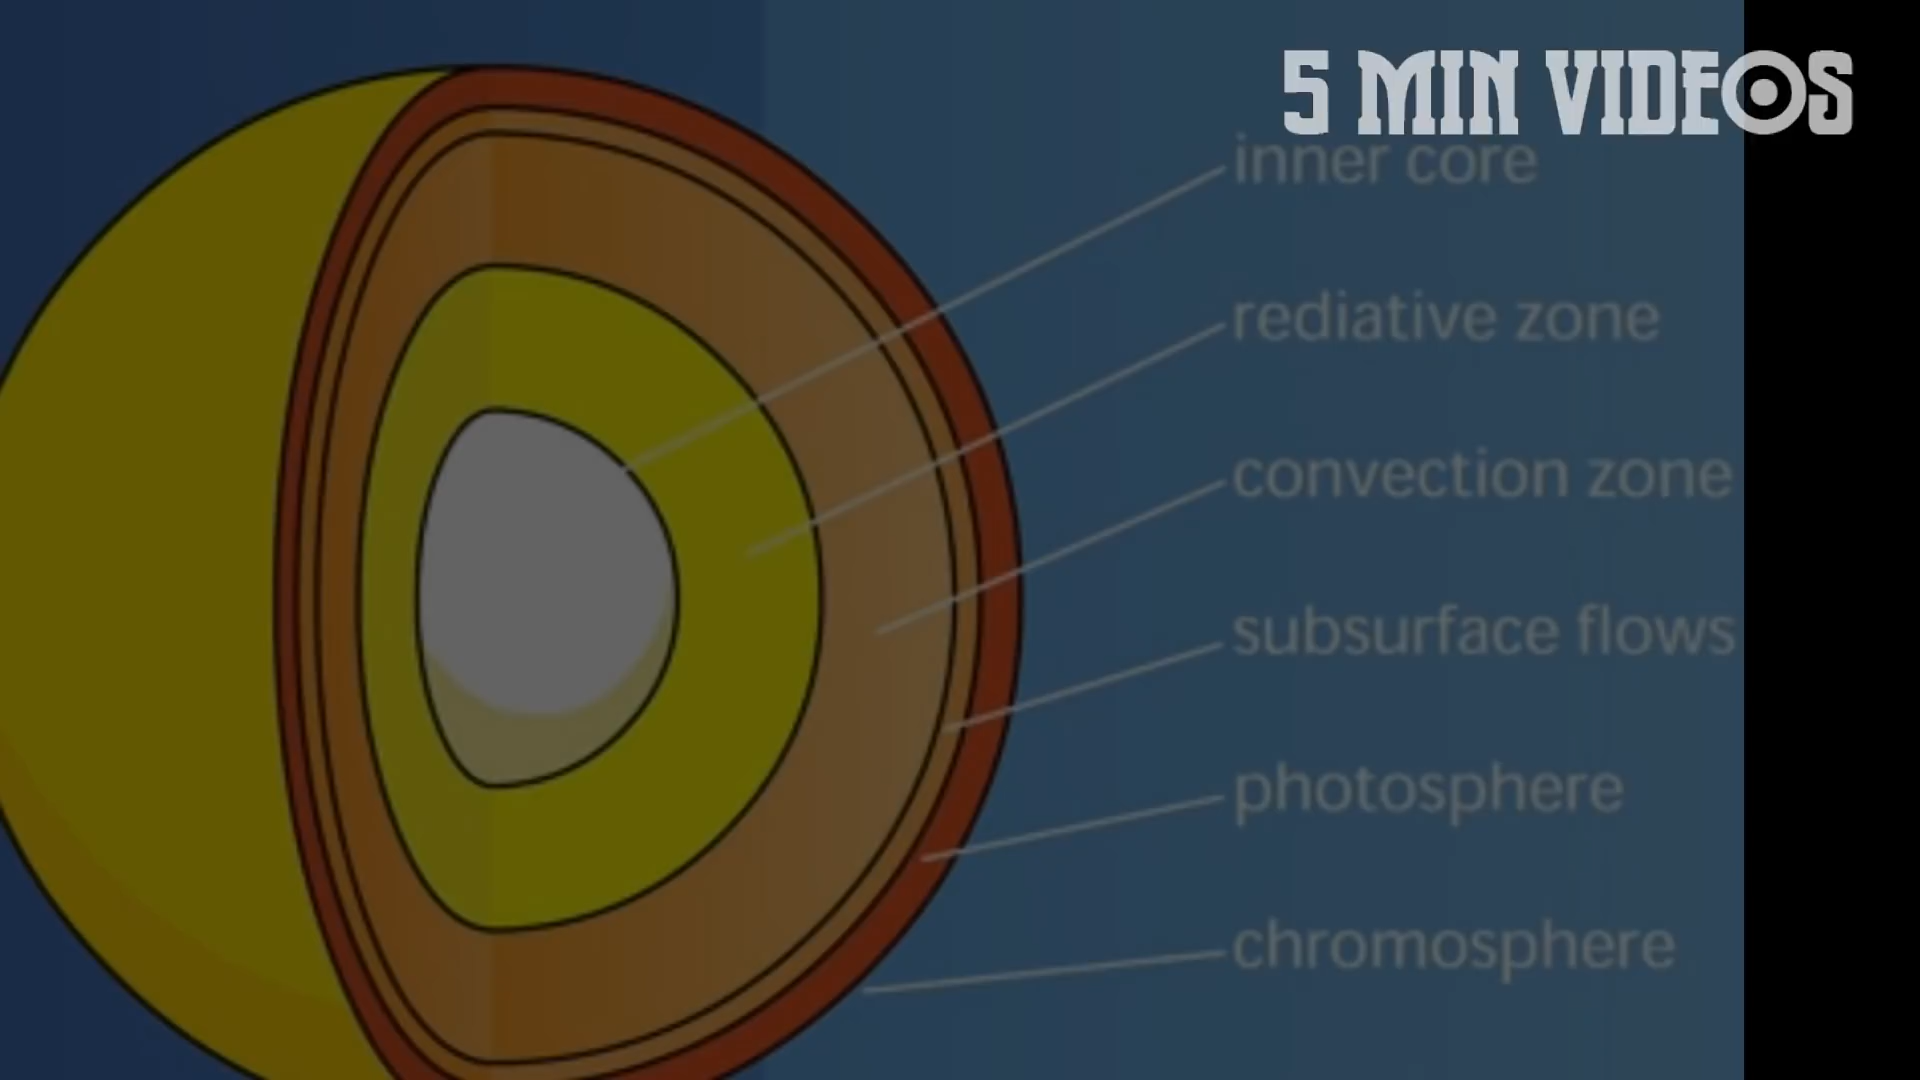 5 MIN VIDEOS
inner core
rediative zone
convection zone
subsurface flows
photosphere
chromosphere